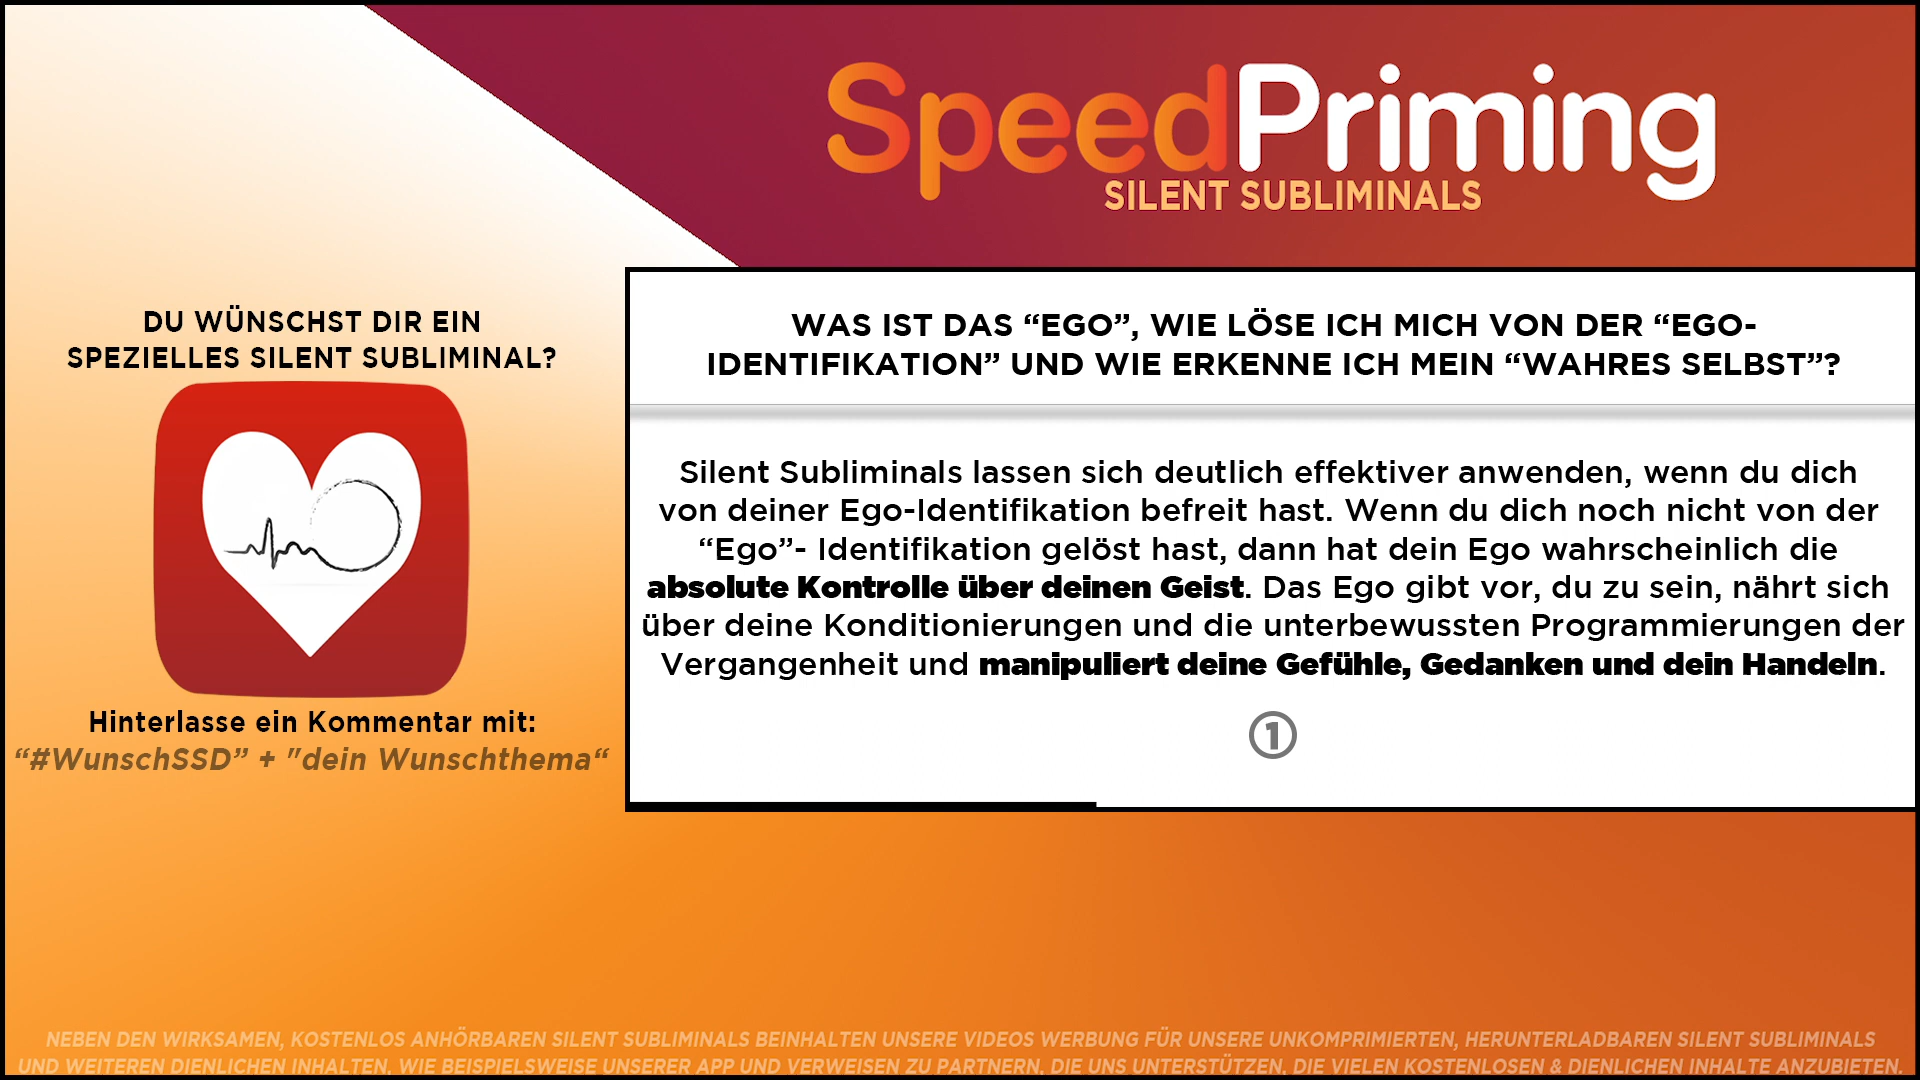 SpeedPriming
SILENT SUBLIMINALS
DU WÜNSCHST DIR EIN
SPEZIELLES SILENT SUBLIMINAL?
Hinterlasse ein Kommentar mit:
“#WunschSSD” + "dein Wunschthema“
WAS IST DAS “EGO”, WIE LÖSE ICH MICH VON DER “EGO-
IDENTIFIKATION” UND WIE ERKENNE ICH MEIN “WAHRES SELBST”?
Silent Subliminals lassen sich deutlich effektiver anwenden, wenn du dich
von deiner Ego-Identifikation befreit hast. Wenn du dich noch nicht von der
“Ego”- Identifikation gelöst hast, dann hat dein Ego wahrscheinlich die
absolute Kontrolle über deinen Geist. Das Ego gibt vor, du zu sein, nährt sich
über deine Konditionierungen und die unterbewussten Programmierungen der
Vergangenheit und manipuliert deine Gefühle, Gedanken und dein Handeln.
①
NEBEN DEN WIRKSAMEN, KOSTENLOS ANHÖRBAREN SILENT SUBLIMINALS BEINHALTEN UNSERE VIDEOS WERBUNG FÜR UNSERE UNKOMPRIMIERTEN, HERUNTERLADBAREN SILENT SUBLIMINALS
UND WEITEREN DIENLICHEN INHALTEN, WIE BEISPIELSWEISE UNSERER APP UND VERWEISEN ZU PARTNERN, DIE UNS UNTERSTÜTZEN, DIE VIELEN KOSTENLOSEN & DIENLICHEN INHALTE ANZUBIETEN.